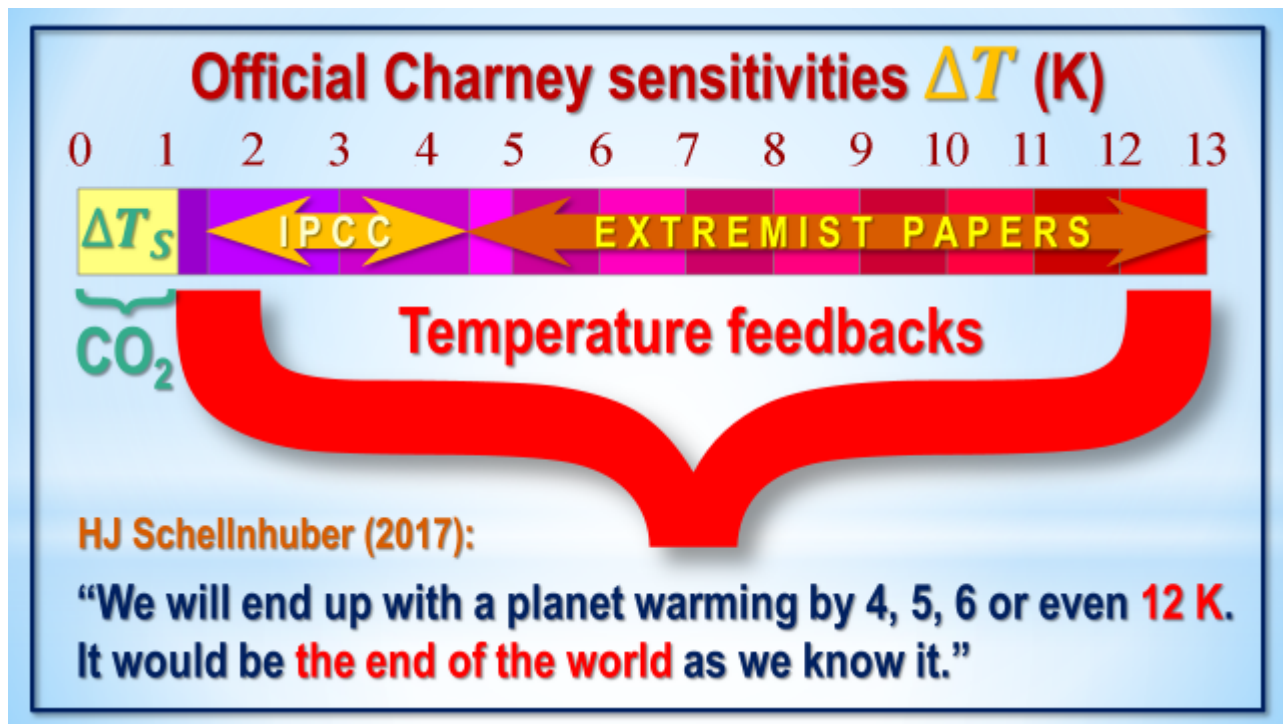 Official Charney sensitivities ΔT (K)
0 1 2 3 4 5 6 7 8 9 10 11 12 13
ΔT_S IPCC EXTREMIST PAPERS
CO₂ Temperature feedbacks
HJ Schellnhuber (2017):
“We will end up with a planet warming by 4, 5, 6 or even 12 K.
It would be the end of the world as we know it.”